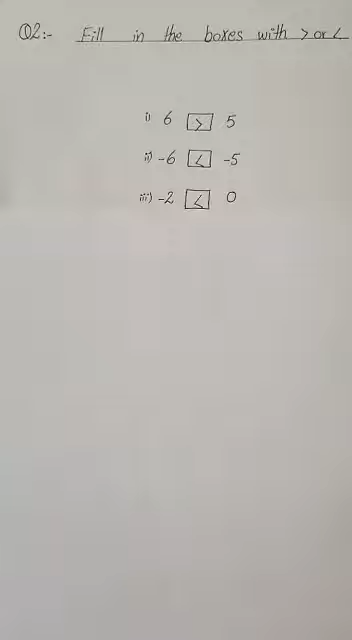 Q2:- Fill in the boxes with > or <
i) 6 > 5
ii) -6 < -5
iii) -2 < 0